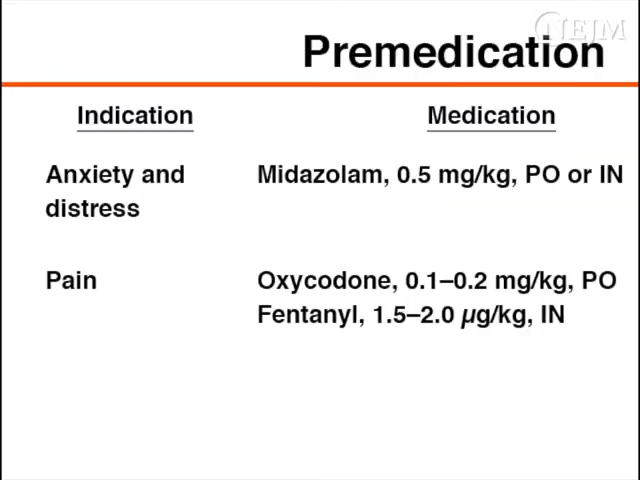 NEJM
Premedication
Indication Medication
Anxiety and Midazolam, 0.5 mg/kg, PO or IN
distress
Pain Oxycodone, 0.1–0.2 mg/kg, PO
Fentanyl, 1.5–2.0 µg/kg, IN